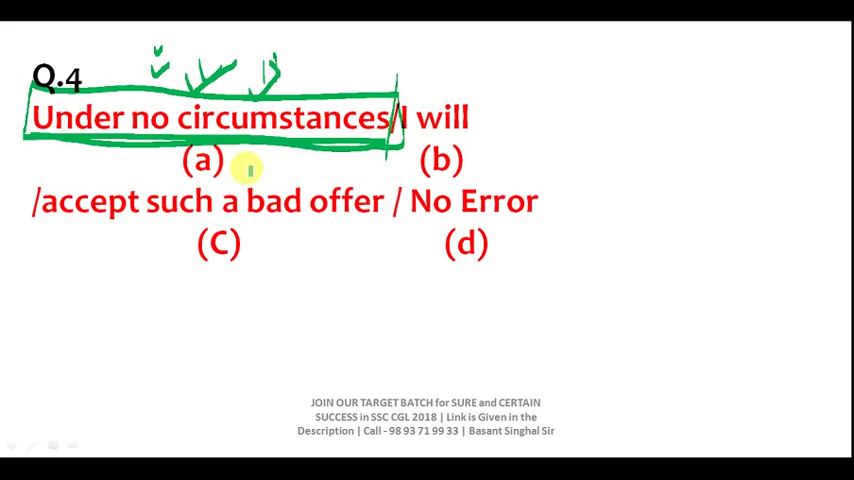 Q.4
Under no circumstances/I will
(a) (b)
/accept such a bad offer / No Error
(C) (d)
JOIN OUR TARGET BATCH for SURE and CERTAIN
SUCCESS in SSC CGL 2018 | Link is Given in the
Description | Call - 98 93 71 99 33 | Basant Singhal Sir